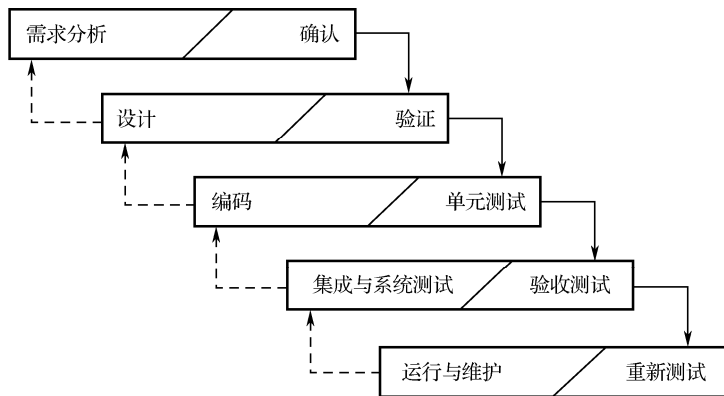 需求分析 确认
设计 验证
编码 单元测试
集成与系统测试 验收测试
运行与维护 重新测试